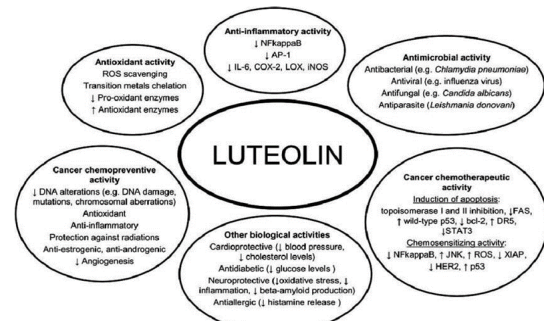 Anti-inflammatory activity
↓ NFkappaB
↓ AP-1
↓ IL-6, COX-2, LOX, iNOS
Antioxidant activity
ROS scavenging
Transition metals chelation
↓ Pro-oxidant enzymes
↑ Antioxidant enzymes
Antimicrobial activity
Antibacterial (e.g. Chlamydia pneumoniae)
Antiviral (e.g. influenza virus)
Antifungal (e.g. Candida albicans)
Antiparasite (Leishmania donovani)
LUTEOLIN
Cancer chemopreventive
activity
↓ DNA alterations (e.g. DNA damage,
mutations, chromosomal aberrations)
Antioxidant
Anti-inflammatory
Protection against radiations
Anti-estrogenic, anti-androgenic
↓ Angiogenesis
Cancer chemotherapeutic
activity
Induction of apoptosis:
topoisomerase I and II inhibition, ↓FAS,
↑ wild-type p53, ↓ bcl-2, ↑ DR5,
↓STAT3
Chemosensitizing activity:
↓ NFkappaB, ↑ JNK, ↑ ROS, ↓ XIAP,
↓ HER2, ↑ p53
Other biological activities
Cardioprotective (↓ blood pressure,
↓ cholesterol levels)
Antidiabetic (↓ glucose levels )
Neuroprotective (↓oxidative stress, ↓
inflammation, ↓ beta-amyloid production)
Antiallergic (↓ histamine release )